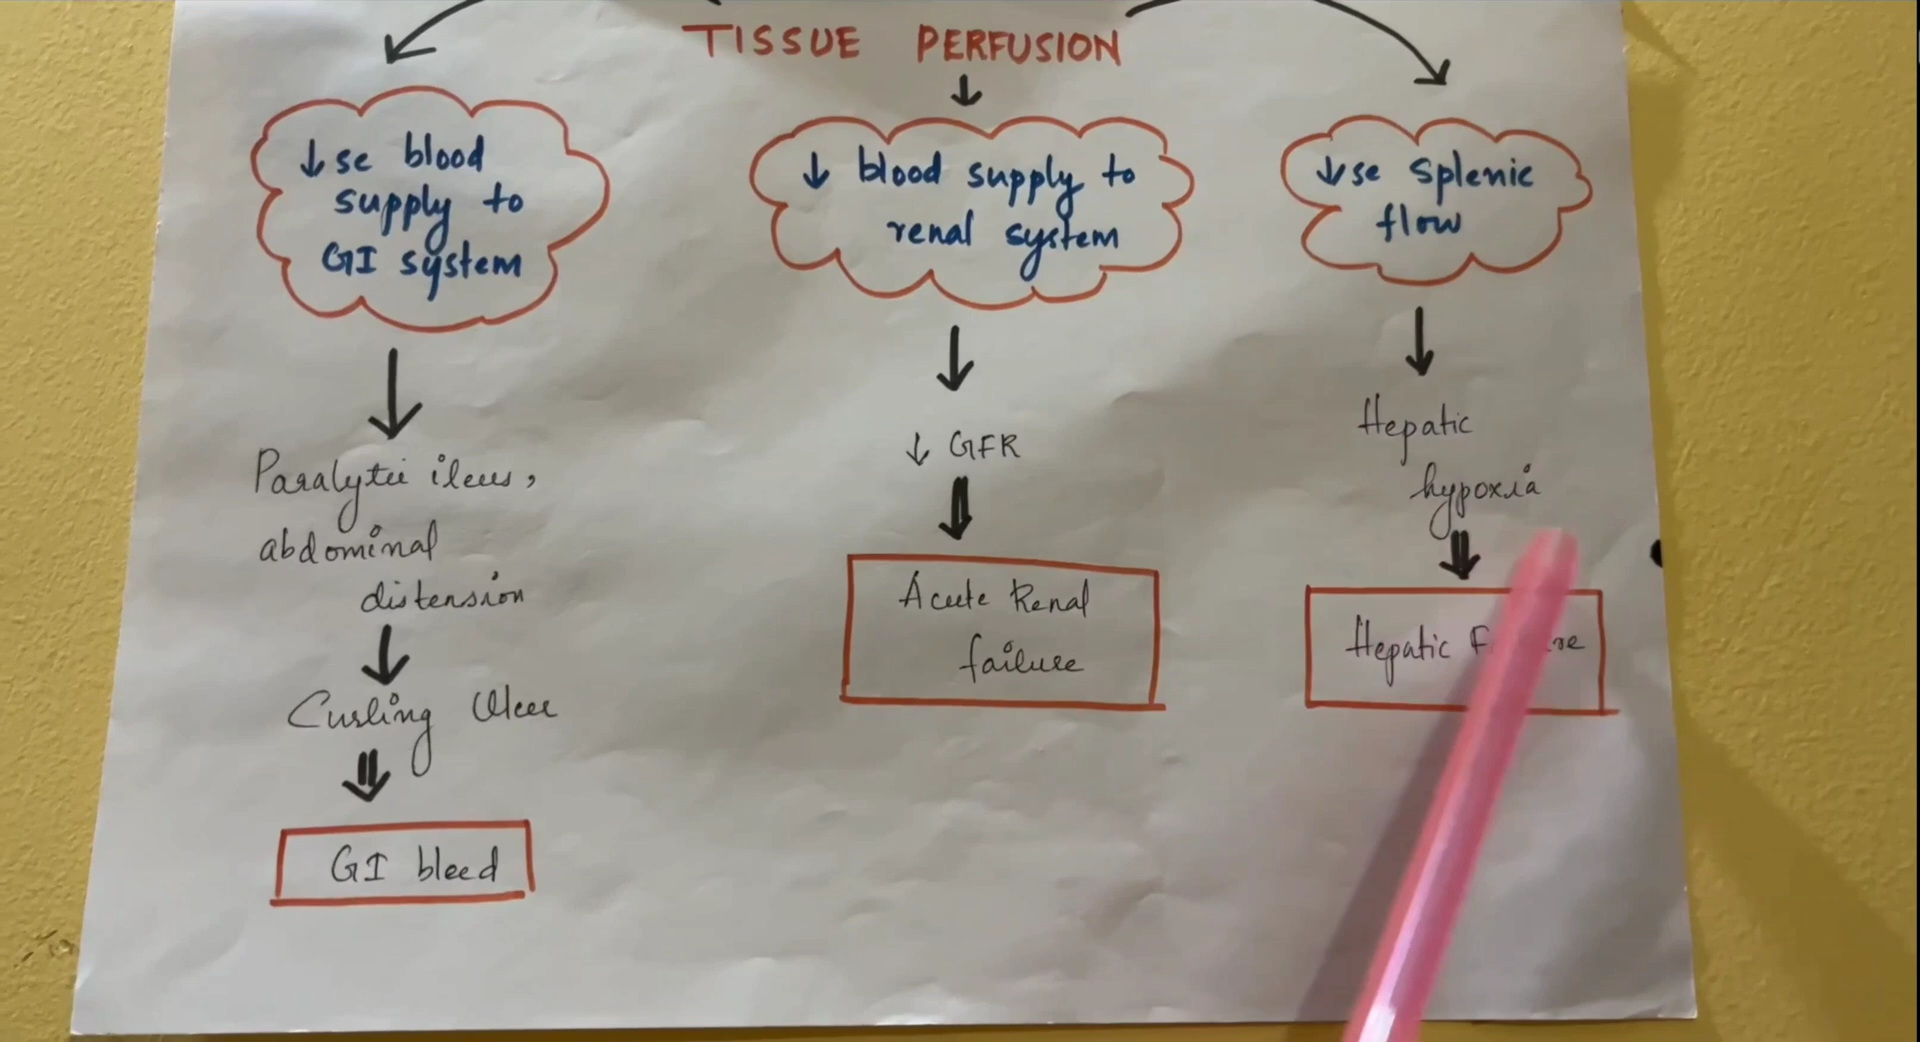 TISSUE PERFUSION
↓se blood
supply to
GI system
Paralytic ileus,
abdominal
distension
Curling Ulcer
GI bleed
↓ blood supply to
renal system
↓ GFR
Acute Renal
failure
↓se splenic
flow
Hepatic
hypoxia
Hepatic